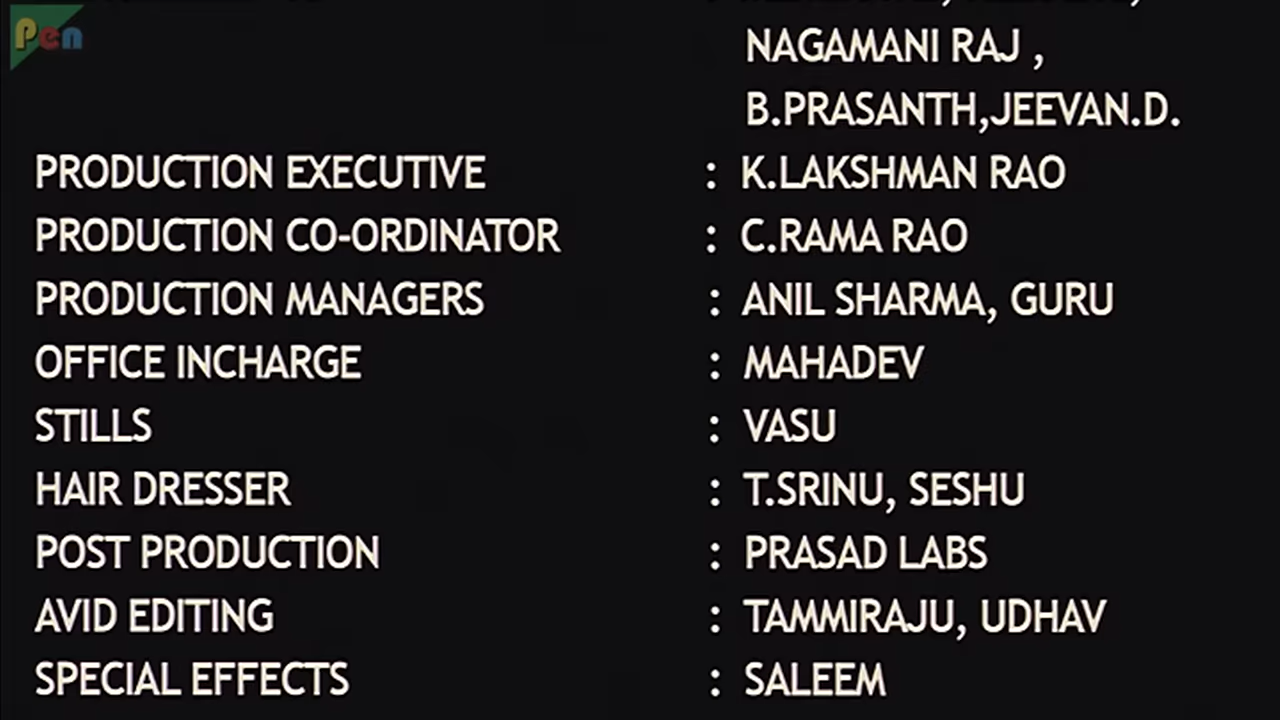 Pen
NAGAMANI RAJ ,
B.PRASANTH,JEEVAN.D.
PRODUCTION EXECUTIVE : K.LAKSHMAN RAO
PRODUCTION CO-ORDINATOR : C.RAMA RAO
PRODUCTION MANAGERS : ANIL SHARMA, GURU
OFFICE INCHARGE : MAHADEV
STILLS : VASU
HAIR DRESSER : T.SRINU, SESHU
POST PRODUCTION : PRASAD LABS
AVID EDITING : TAMMIRAJU, UDHAV
SPECIAL EFFECTS : SALEEM